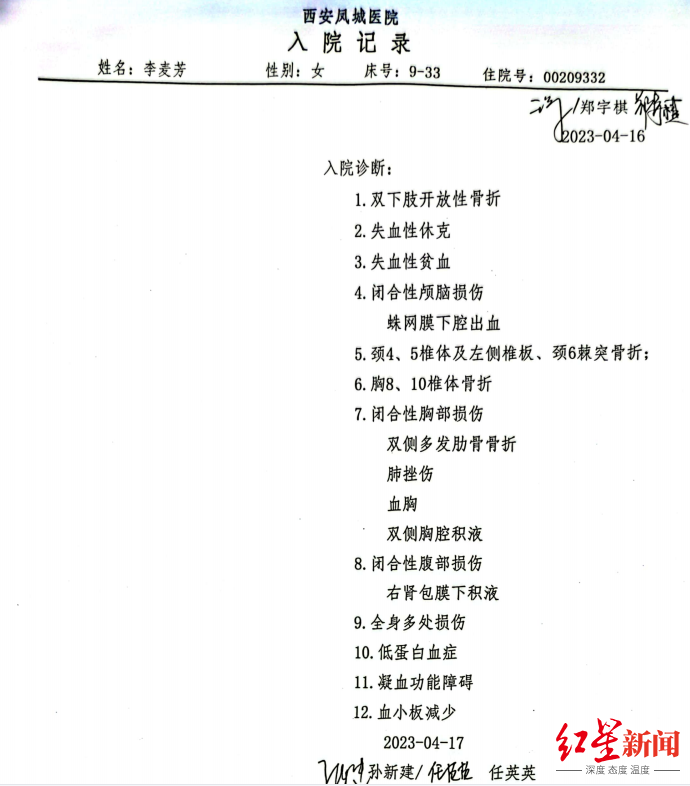 西安凤城医院
入院记录
姓名：李麦芳 性别：女 床号：9-33 住院号：00209332
/郑宇棋
2023-04-16
入院诊断：
1.双下肢开放性骨折
2.失血性休克
3.失血性贫血
4.闭合性颅脑损伤
蛛网膜下腔出血
5.颈4、5椎体及左侧椎板、颈6棘突骨折；
6.胸8、10椎体骨折
7.闭合性胸部损伤
双侧多发肋骨骨折
肺挫伤
血胸
双侧胸腔积液
8.闭合性腹部损伤
右肾包膜下积液
9.全身多处损伤
10.低蛋白血症
11.凝血功能障碍
12.血小板减少
2023-04-17
孙新建/ 任英英
红星新闻
深度 态度 温度